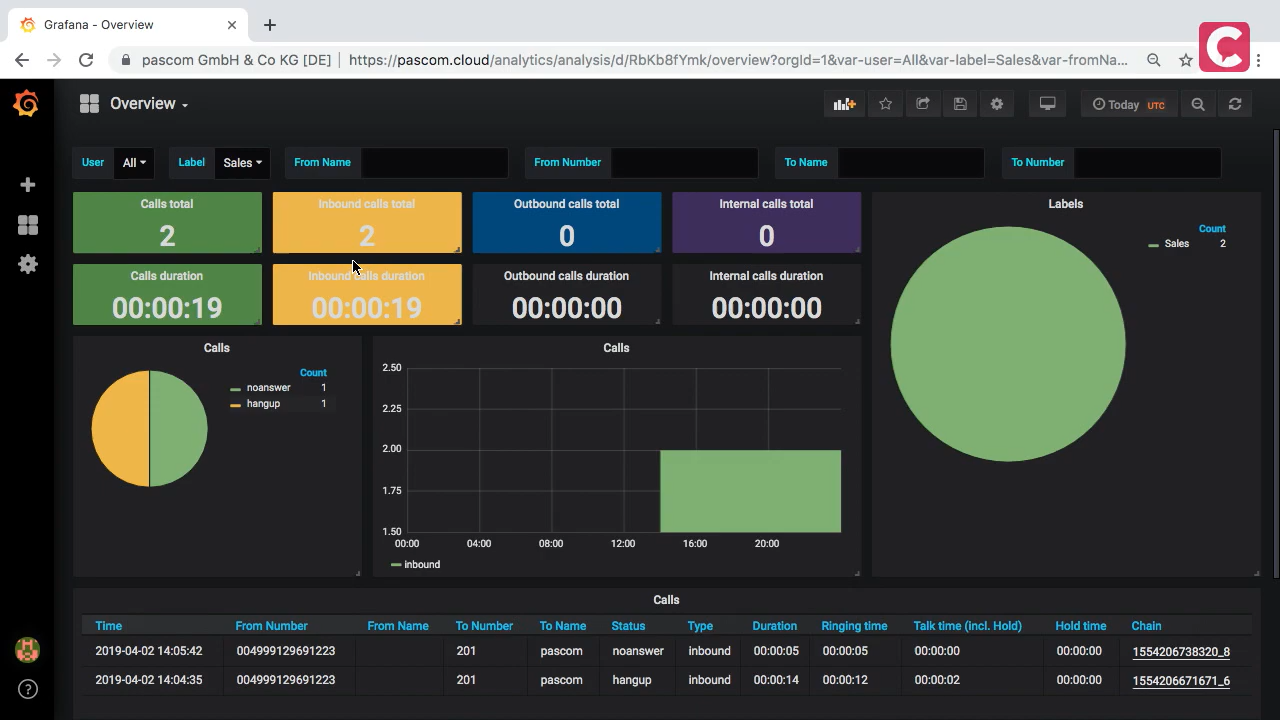 Grafana - Overview
pascom GmbH & Co KG [DE] | https://pascom.cloud/analytics/analysis/d/RbKb8fYmk/overview?orgId=1&var-user=All&var-label=Sales&var-fromNa...
C
Overview
Today UTC
User All Label Sales From Name From Number To Name To Number
Calls total Inbound calls total Outbound calls total Internal calls total Labels
2 2 0 0
Count
Sales 2
Calls duration Inbound calls duration Outbound calls duration Internal calls duration
00:00:19 00:00:19 00:00:00 00:00:00
Calls
Count
noanswer 1
hangup 1
Calls
2.50
2.25
2.00
1.75
1.50
00:00 04:00 08:00 12:00 16:00 20:00
inbound
Calls
Time From Number From Name To Number To Name Status Type Duration Ringing time Talk time (incl. Hold) Hold time Chain
2019-04-02 14:05:42 004999129691223 201 pascom noanswer inbound 00:00:05 00:00:05 00:00:00 00:00:00 1554206738320_8
2019-04-02 14:04:35 004999129691223 201 pascom hangup inbound 00:00:14 00:00:12 00:00:02 00:00:00 1554206671671_6